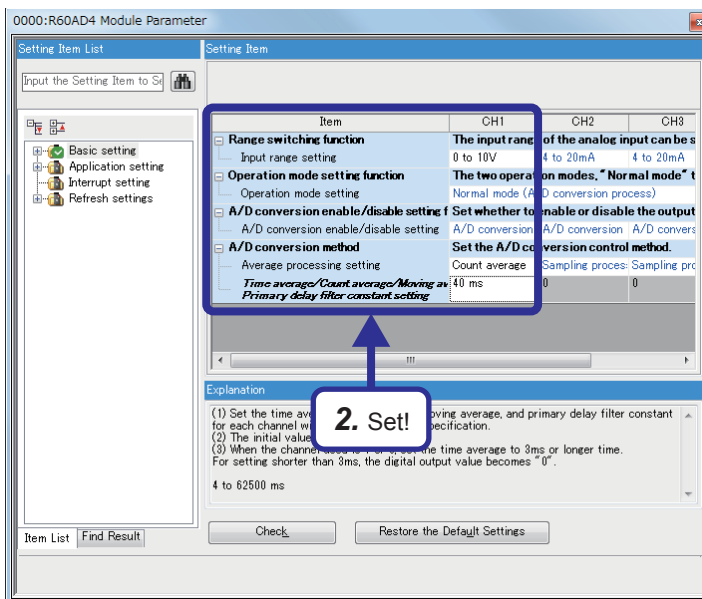 0000:R60AD4 Module Parameter
Setting Item List
Setting Item
Input the Setting Item to Se
Item CH1 CH2 CH3
Basic setting
Application setting
Interrupt setting
Refresh settings
Range switching function The input rang of the analog input can be s
Input range setting 0 to 10V 4 to 20mA 4 to 20mA
Operation mode setting function The two operat on modes, "Normal mode" t
Operation mode setting Normal mode (A D conversion process)
A/D conversion enable/disable setting f Set whether to enable or disable the output
A/D conversion enable/disable setting A/D conversion A/D conversion A/D convers
A/D conversion method Set the A/D co version control method.
Average processing setting Count average Sampling proces: Sampling pro
Time average/Count average/Moving av 40 ms 0 0
Primary delay filter constant setting
Explanation
2. Set!
(1) Set the time ave ving average, and primary delay filter constant
for each channel wi ecification.
(2) The initial value
(3) When the channel the time average to 3ms or longer time.
For setting shorter than 3ms, the digital output value becomes "0".
4 to 62500 ms
Item List Find Result
Check
Restore the Default Settings